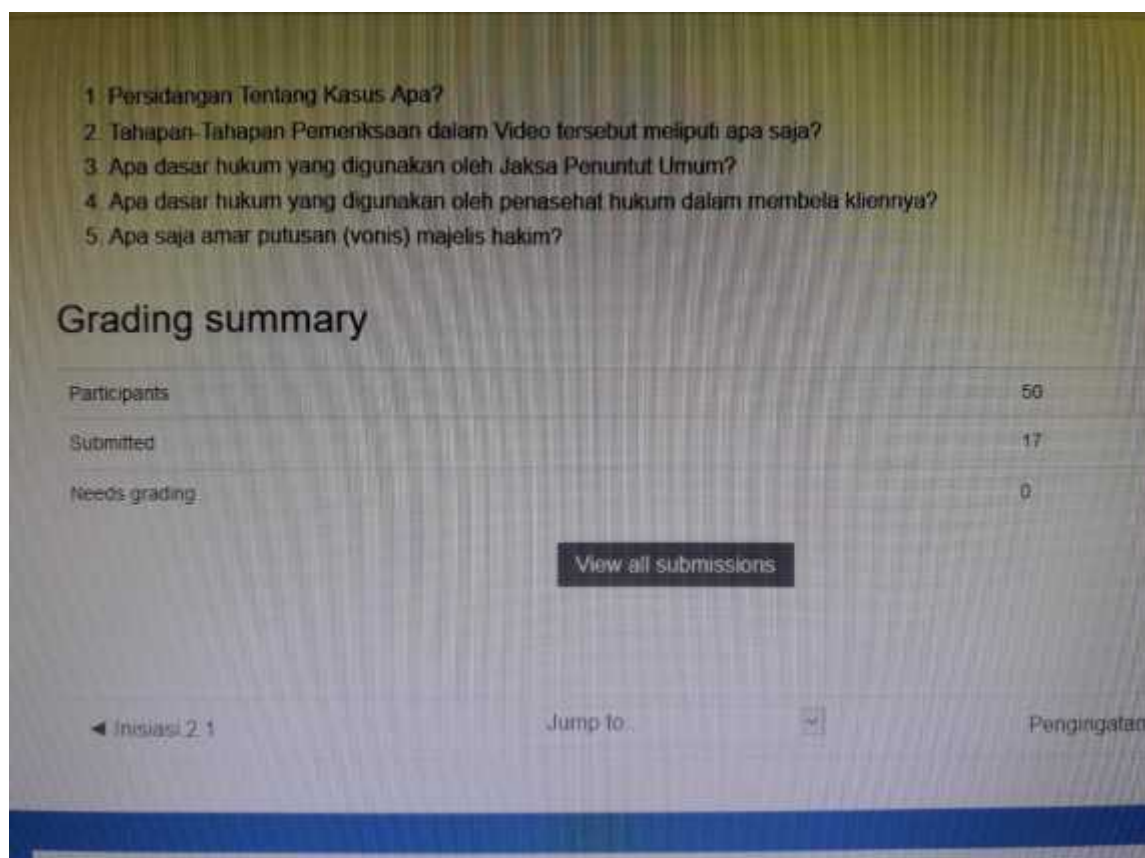 1. Persidangan Tentang Kasus Apa?
2. Tahapan-Tahapan Pemeriksaan dalam Video tersebut meliputi apa saja?
3. Apa dasar hukum yang digunakan oleh Jaksa Penuntut Umum?
4. Apa dasar hukum yang digunakan oleh penasehat hukum dalam membela kliennya?
5. Apa saja amar putusan (vonis) majelis hakim?
Grading summary
Participants 50
Submitted 17
Needs grading 0
View all submissions
◄ Inisiasi 2.1 Jump to... Pengingatan